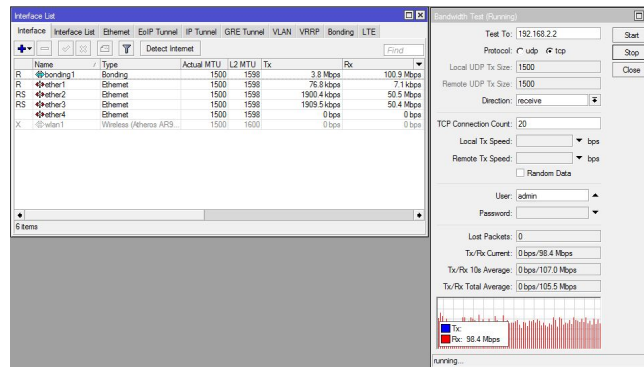 Interface List
Interface Interface List Ethernet EoIP Tunnel IP Tunnel GRE Tunnel VLAN VRRP Bonding LTE
Detect Internet Find
Name / Type Actual MTU L2 MTU Tx Rx
R bonding1 Bonding 1500 1598 3.8 Mbps 100.9 Mbps
R ether1 Ethernet 1500 1598 76.8 kbps 7.1 kbps
RS ether2 Ethernet 1500 1598 1900.4 kbps 50.5 Mbps
RS ether3 Ethernet 1500 1598 1909.5 kbps 50.4 Mbps
ether4 Ethernet 1500 1598 0 bps 0 bps
X wlan1 Wireless (Atheros AR9... 1500 1600 0 bps 0 bps
6 items
Bandwidth Test (Running)
Test To: 192.168.2.2
Protocol: udp tcp
Local UDP Tx Size: 1500
Remote UDP Tx Size: 1500
Direction: receive
TCP Connection Count: 20
Local Tx Speed: bps
Remote Tx Speed: bps
Random Data
User: admin
Password:
Lost Packets: 0
Tx/Rx Current: 0 bps/98.4 Mbps
Tx/Rx 10s Average: 0 bps/107.0 Mbps
Tx/Rx Total Average: 0 bps/105.5 Mbps
Tx:
Rx: 98.4 Mbps
running...
Start
Stop
Close